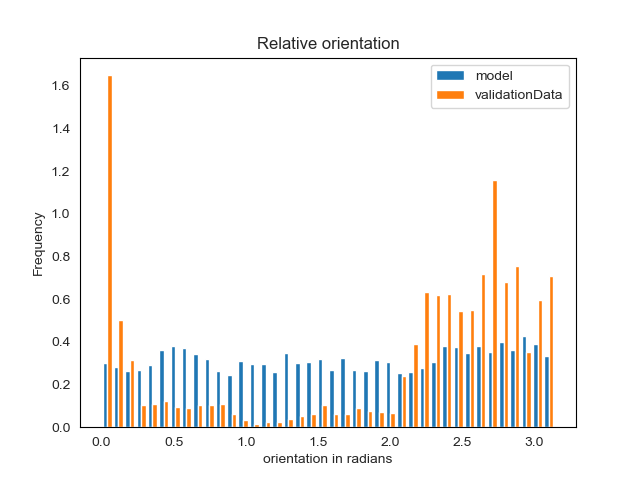 Relative orientation
model
validationData
Frequency
1.6
1.4
1.2
1.0
0.8
0.6
0.4
0.2
0.0
0.0 0.5 1.0 1.5 2.0 2.5 3.0
orientation in radians